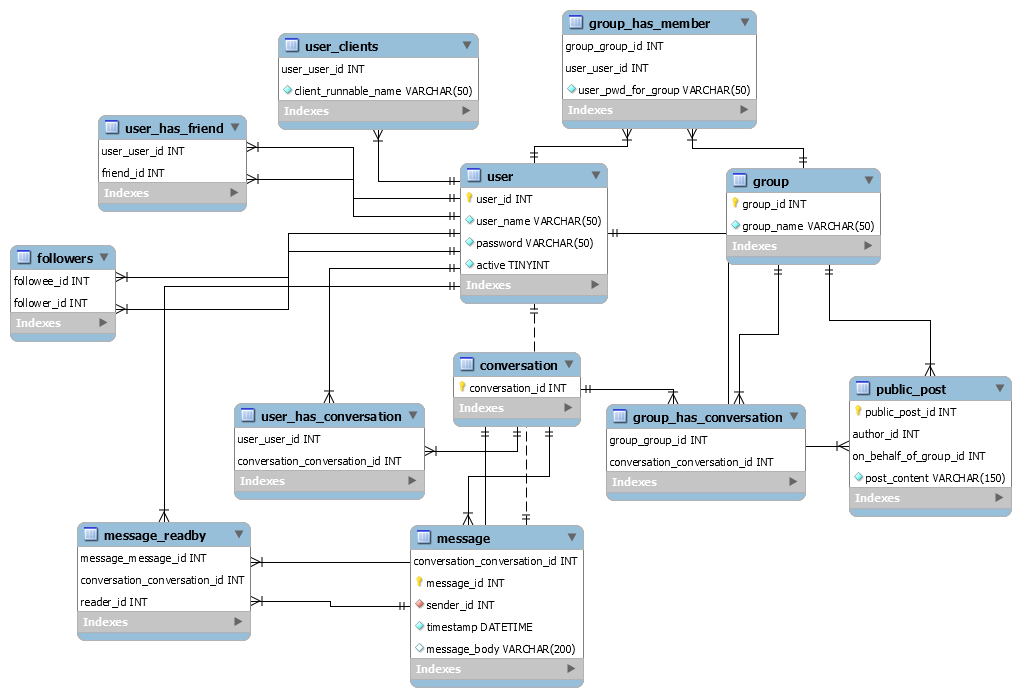 user_clients
user_user_id INT
client_runnable_name VARCHAR(50)
Indexes
group_has_member
group_group_id INT
user_user_id INT
user_pwd_for_group VARCHAR(50)
Indexes
user_has_friend
user_user_id INT
friend_id INT
Indexes
user
user_id INT
user_name VARCHAR(50)
password VARCHAR(50)
active TINYINT
Indexes
group
group_id INT
group_name VARCHAR(50)
Indexes
followers
followee_id INT
follower_id INT
Indexes
conversation
conversation_id INT
Indexes
user_has_conversation
user_user_id INT
conversation_conversation_id INT
Indexes
group_has_conversation
group_group_id INT
conversation_conversation_id INT
Indexes
public_post
public_post_id INT
author_id INT
on_behalf_of_group_id INT
post_content VARCHAR(150)
Indexes
message_readby
message_message_id INT
conversation_conversation_id INT
reader_id INT
Indexes
message
conversation_conversation_id INT
message_id INT
sender_id INT
timestamp DATETIME
message_body VARCHAR(200)
Indexes